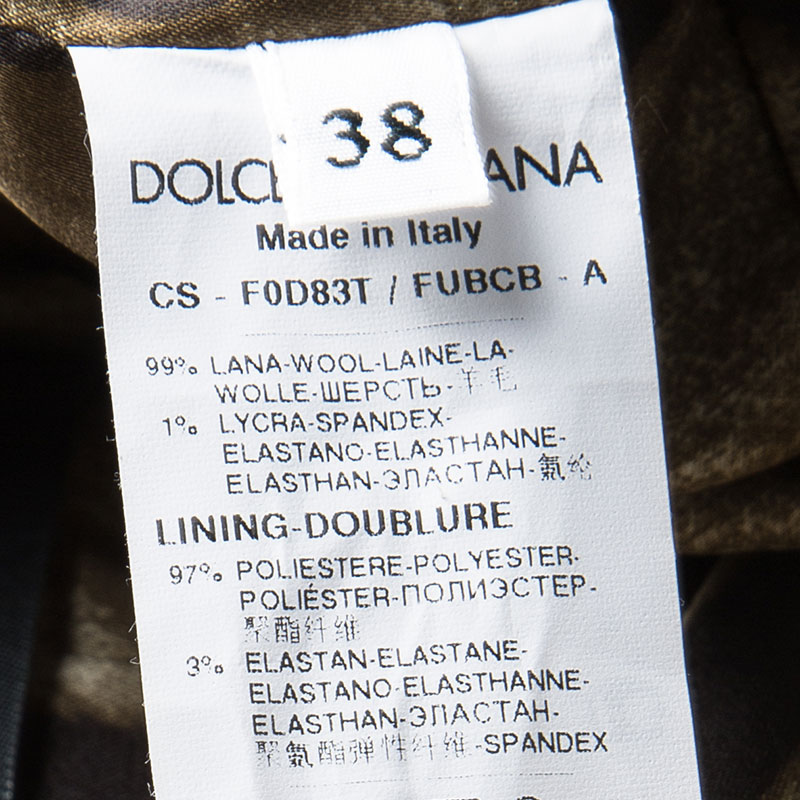 38
DOLCE ANA
Made in Italy
CS - F0D83T / FUBCB - A
99% LANA-WOOL-LAINE-LA-
WOLLE-ШЕРСТЬ-羊毛
1% LYCRA-SPANDEX-
ELASTANO-ELASTHANNE-
ELASTHAN-ЭЛАСТАН-氨纶
LINING-DOUBLURE
97% POLIESTERE-POLYESTER-
POLIÉSTER-ПОЛИЭСТЕР-
聚酯纤维
3% ELASTAN-ELASTANE-
ELASTANO-ELASTHANNE-
ELASTHAN-ЭЛАСТАН-
聚氨酯弹性纤维-SPANDEX